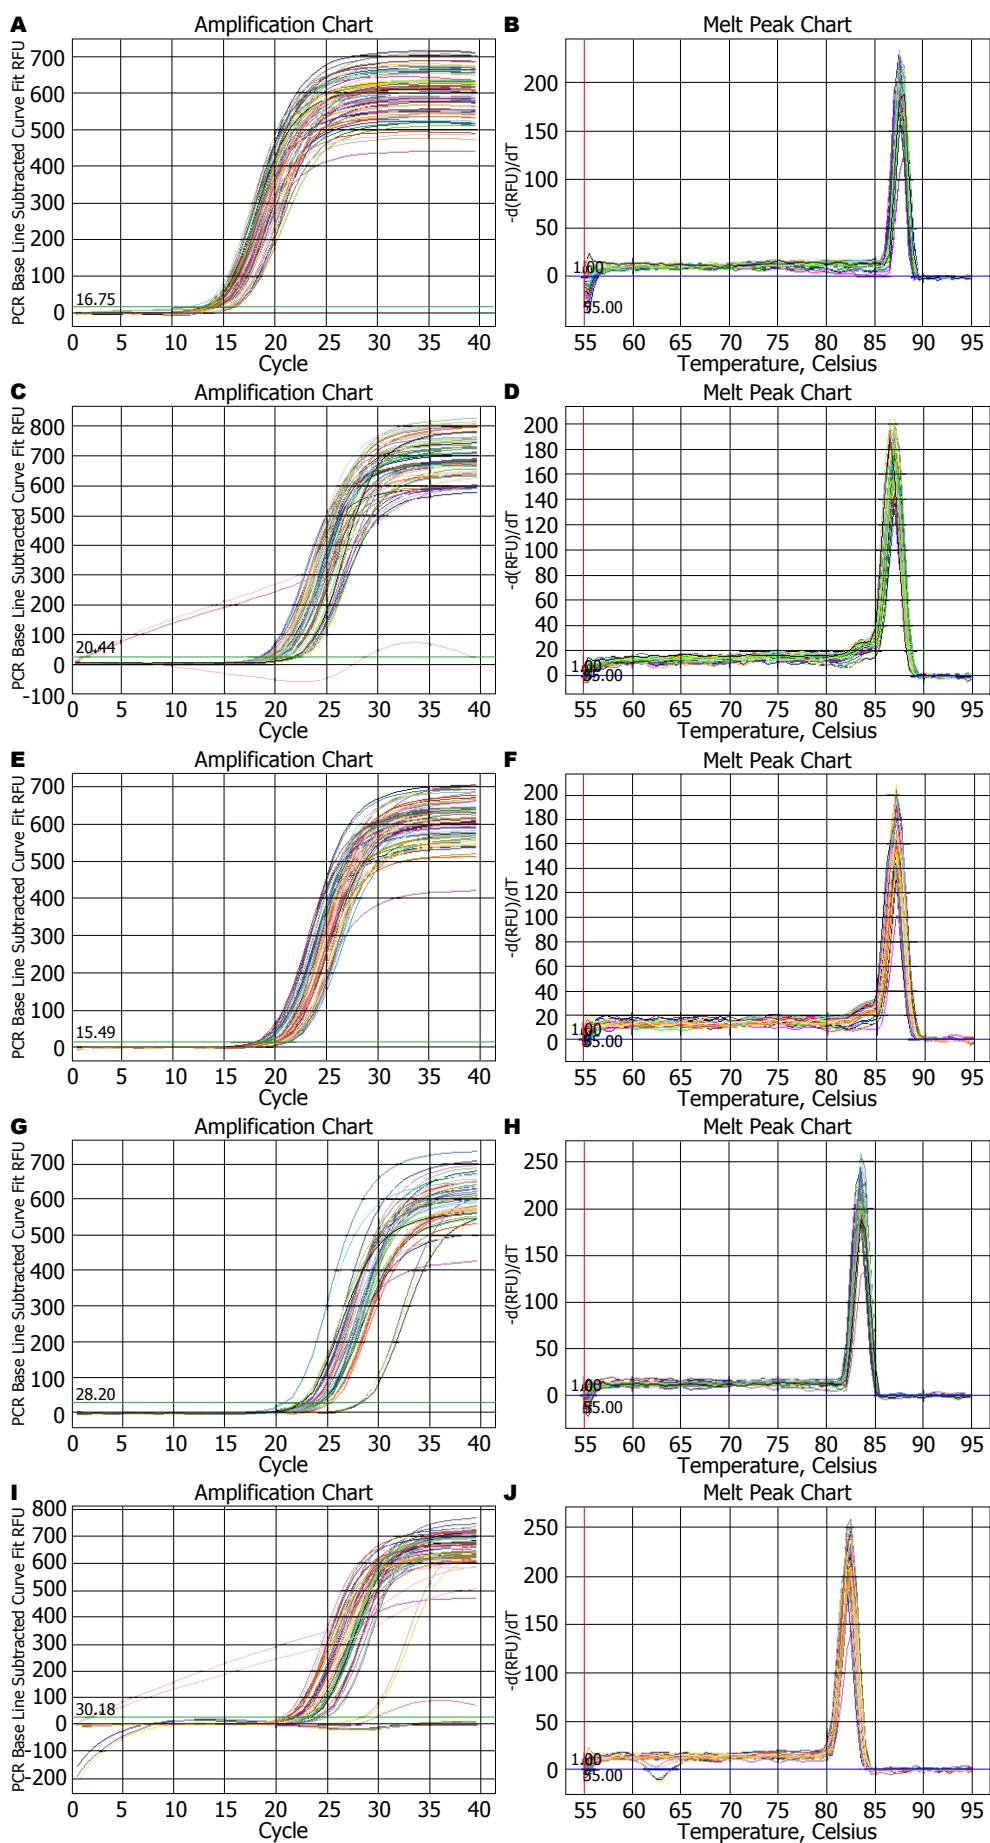 A Amplification Chart
PCR Base Line Subtracted Curve Fit RFU
700
600
500
400
300
200
100
0
16.75
0 5 10 15 20 25 30 35 40
Cycle
B Melt Peak Chart
-d(RFU)/dT
200
150
100
50
0
1.00
55.00
55 60 65 70 75 80 85 90 95
Temperature, Celsius
C Amplification Chart
PCR Base Line Subtracted Curve Fit RFU
800
700
600
500
400
300
200
100
0
-100
20.44
0 5 10 15 20 25 30 35 40
Cycle
D Melt Peak Chart
-d(RFU)/dT
200
180
160
140
120
100
80
60
40
20
0
1.00
55.00
55 60 65 70 75 80 85 90 95
Temperature, Celsius
E Amplification Chart
PCR Base Line Subtracted Curve Fit RFU
700
600
500
400
300
200
100
0
15.49
0 5 10 15 20 25 30 35 40
Cycle
F Melt Peak Chart
-d(RFU)/dT
200
180
160
140
120
100
80
60
40
20
0
1.00
55.00
55 60 65 70 75 80 85 90 95
Temperature, Celsius
G Amplification Chart
PCR Base Line Subtracted Curve Fit RFU
700
600
500
400
300
200
100
0
28.20
0 5 10 15 20 25 30 35 40
Cycle
H Melt Peak Chart
-d(RFU)/dT
250
200
150
100
50
0
1.00
55.00
55 60 65 70 75 80 85 90 95
Temperature, Celsius
I Amplification Chart
PCR Base Line Subtracted Curve Fit RFU
800
700
600
500
400
300
200
100
0
-100
-200
30.18
0 5 10 15 20 25 30 35 40
Cycle
J Melt Peak Chart
-d(RFU)/dT
250
200
150
100
50
0
1.00
55.00
55 60 65 70 75 80 85 90 95
Temperature, Celsius